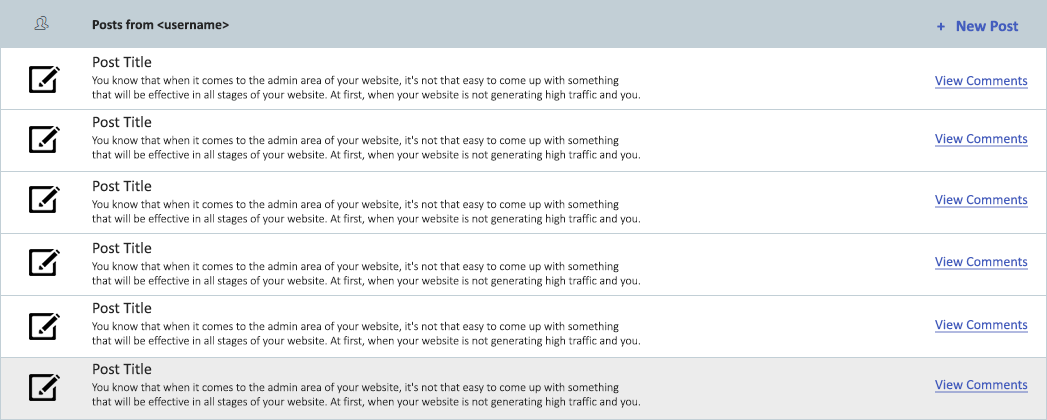 Posts from <username>
+ New Post
Post Title
You know that when it comes to the admin area of your website, it's not that easy to come up with something
that will be effective in all stages of your website. At first, when your website is not generating high traffic and you.
View Comments
Post Title
You know that when it comes to the admin area of your website, it's not that easy to come up with something
that will be effective in all stages of your website. At first, when your website is not generating high traffic and you.
View Comments
Post Title
You know that when it comes to the admin area of your website, it's not that easy to come up with something
that will be effective in all stages of your website. At first, when your website is not generating high traffic and you.
View Comments
Post Title
You know that when it comes to the admin area of your website, it's not that easy to come up with something
that will be effective in all stages of your website. At first, when your website is not generating high traffic and you.
View Comments
Post Title
You know that when it comes to the admin area of your website, it's not that easy to come up with something
that will be effective in all stages of your website. At first, when your website is not generating high traffic and you.
View Comments
Post Title
You know that when it comes to the admin area of your website, it's not that easy to come up with something
that will be effective in all stages of your website. At first, when your website is not generating high traffic and you.
View Comments